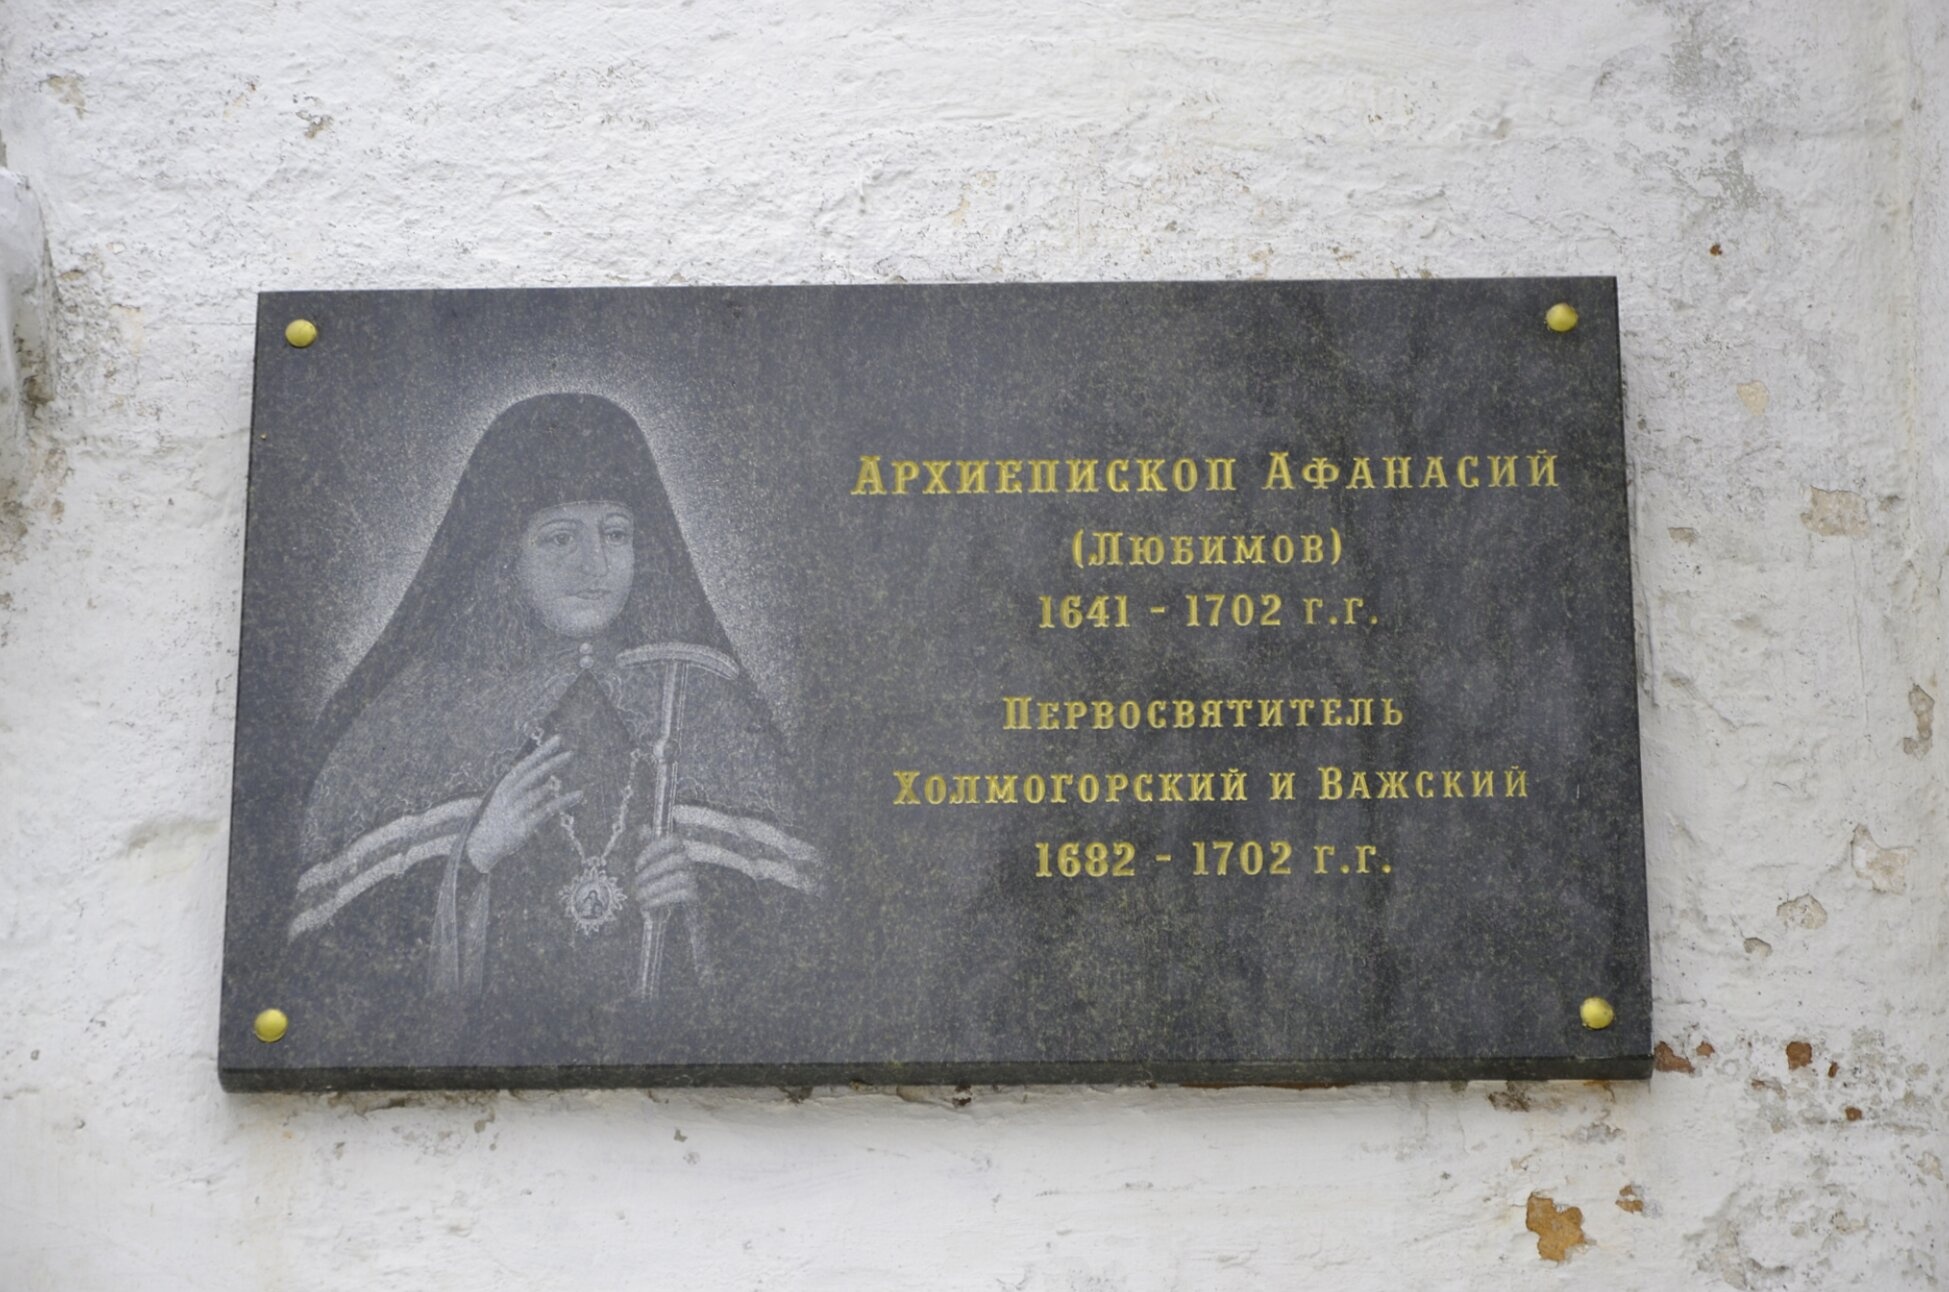 Архиепископ Афанасий
(Любимов)
1641 - 1702 г.г.
Первосвятитель
Холмогорский и Важский
1682 - 1702 г.г.